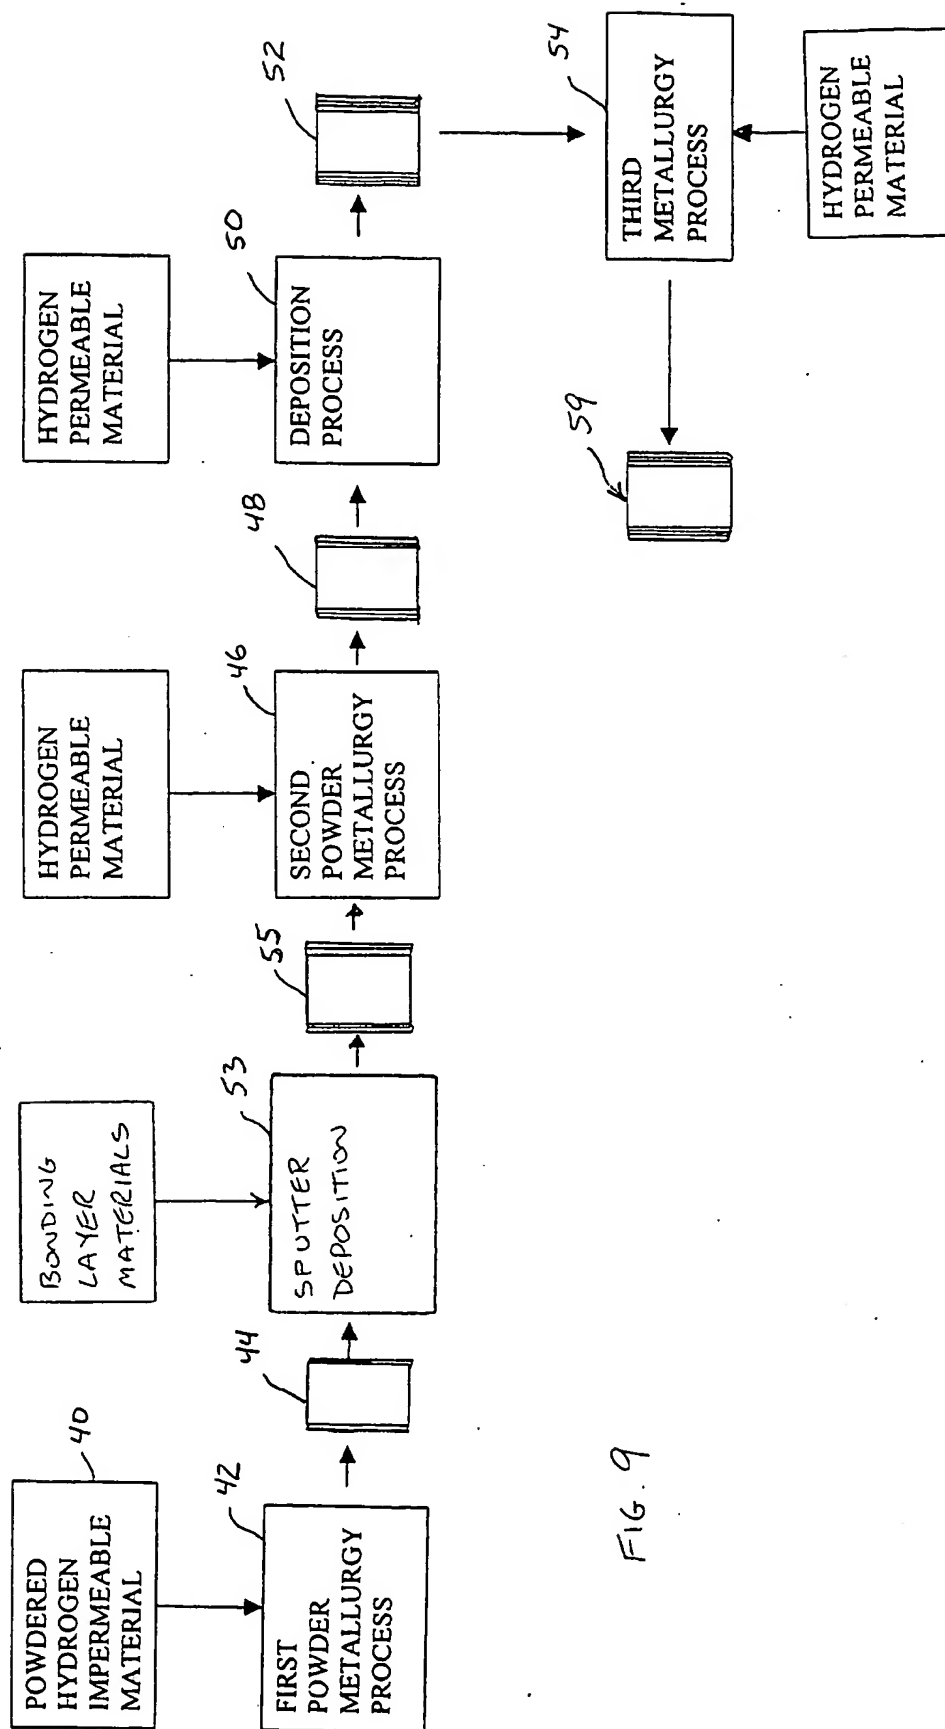 POWDERED
HYDROGEN
IMPERMEABLE
MATERIAL
40
FIRST
POWDER
METALLURGY
PROCESS
42
44
BONDING
LAYER
MATERIALS
SPUTTER
DEPOSITION
53
55
HYDROGEN
PERMEABLE
MATERIAL
SECOND
POWDER
METALLURGY
PROCESS
46
48
HYDROGEN
PERMEABLE
MATERIAL
DEPOSITION
PROCESS
50
52
THIRD
METALLURGY
PROCESS
54
HYDROGEN
PERMEABLE
MATERIAL
59
FIG. 9